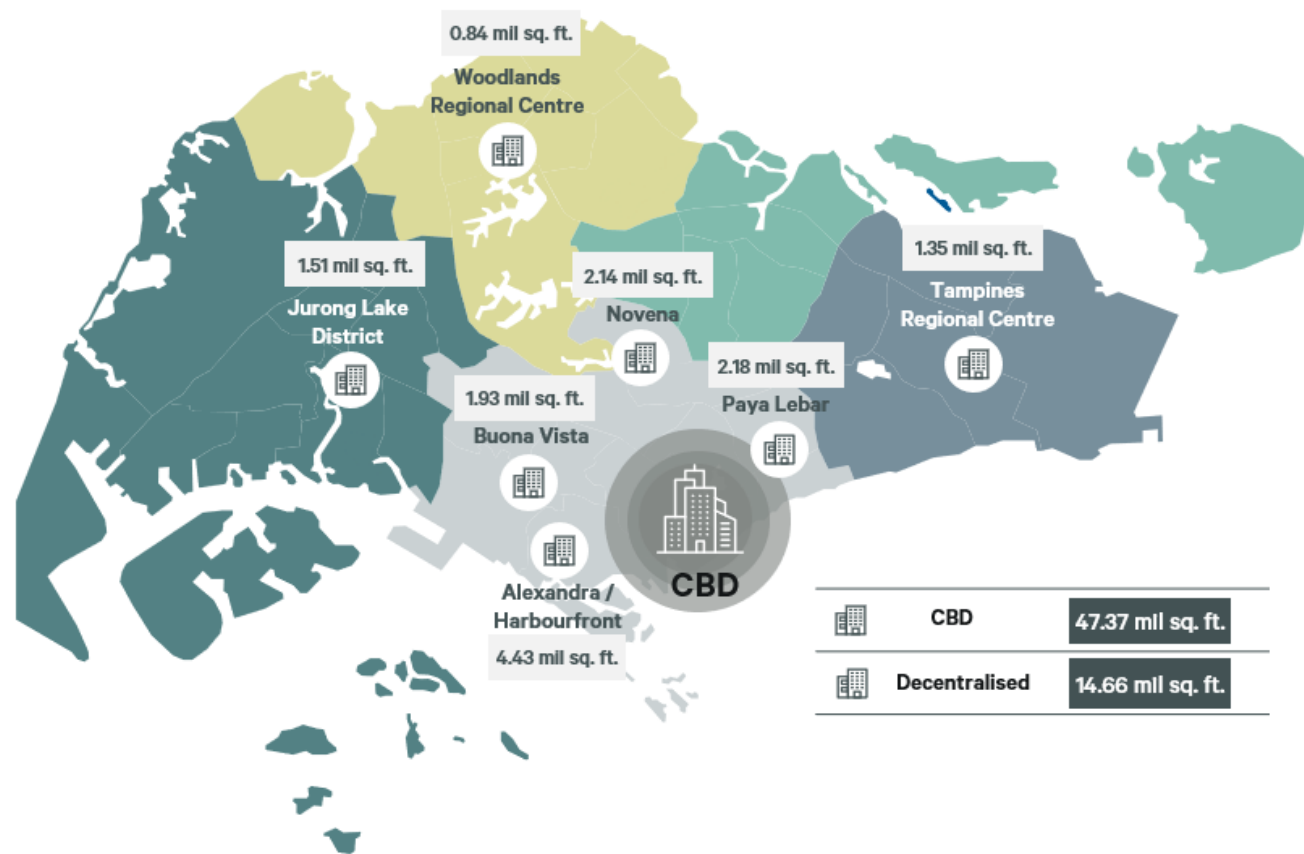 0.84 mil sq. ft.
Woodlands
Regional Centre
1.51 mil sq. ft.
Jurong Lake
District
2.14 mil sq. ft.
Novena
1.35 mil sq. ft.
Tampines
Regional Centre
1.93 mil sq. ft.
Buona Vista
2.18 mil sq. ft.
Paya Lebar
CBD
Alexandra /
Harbourfront
4.43 mil sq. ft.
CBD 47.37 mil sq. ft.
Decentralised 14.66 mil sq. ft.